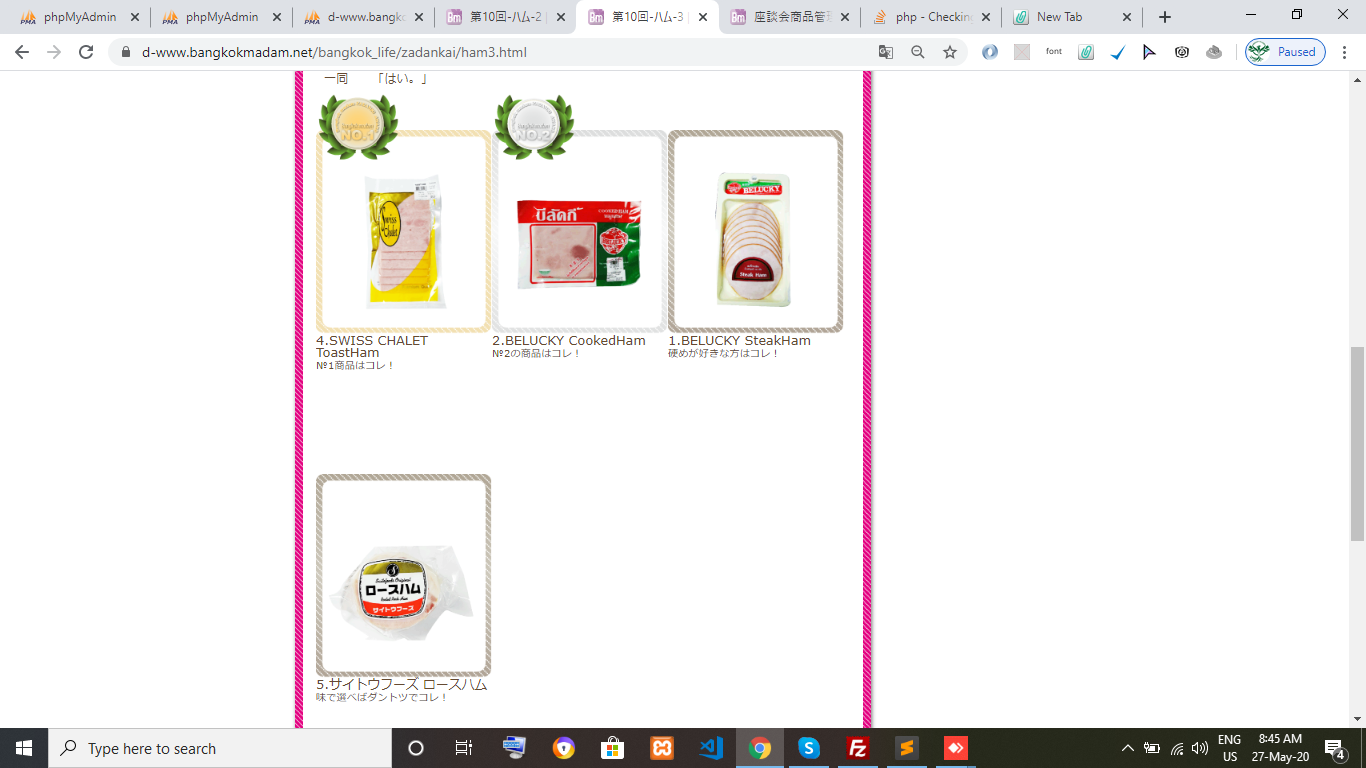 phpMyAdmin
phpMyAdmin
d-www.bangko
第10回-ハム-2
第10回-ハム-3
座談会商品管理
php - Checking
New Tab
d-www.bangkokmadam.net/bangkok_life/zadankai/ham3.html
font
Paused
一同 「はい。」
NO.1
NO.2
Swiss
Chalet
บีลัคกี้
COOKED HAM
BELUCKY
BELUCKY
Steak Ham
4.SWISS CHALET
ToastHam
№1商品はコレ！
2.BELUCKY CookedHam
№2の商品はコレ！
1.BELUCKY SteakHam
硬めが好きな方はコレ！
ロースハム
サイトウフーズ
5.サイトウフーズ ロースハム
味で選べばダントツでコレ！
Type here to search
ENG
US
8:45 AM
27-May-20
4